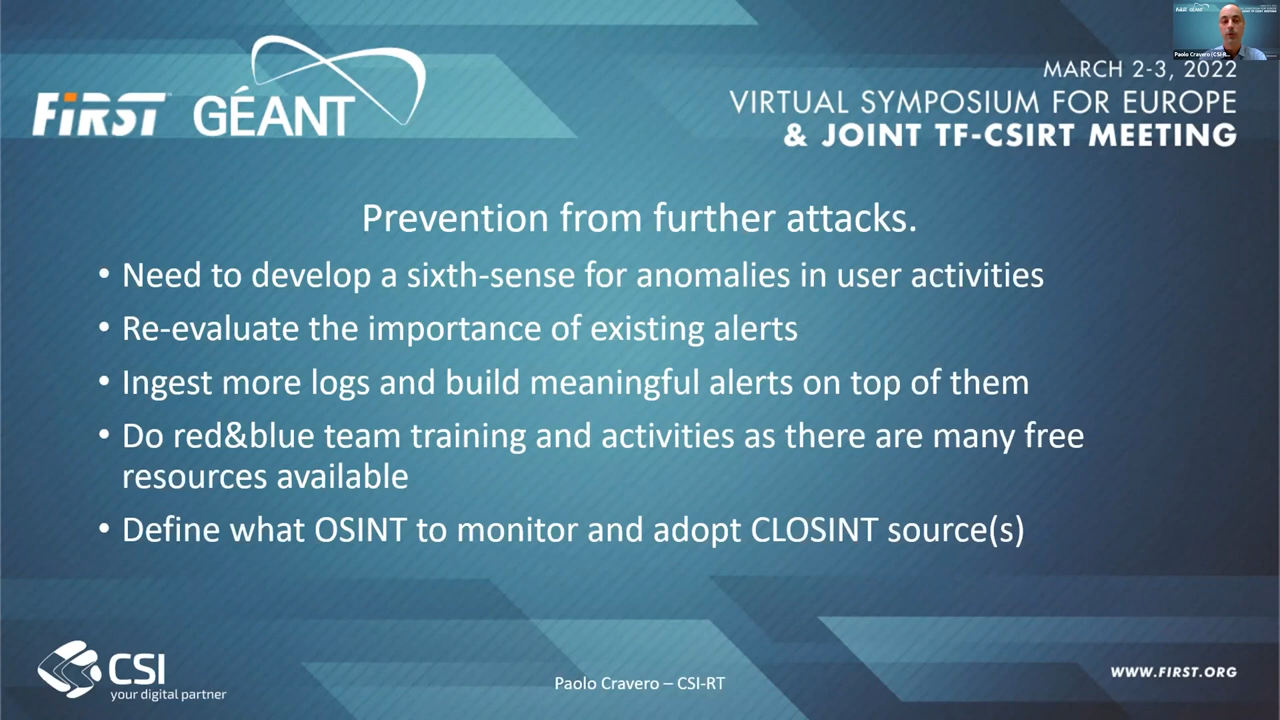 FiRST GÉANT
Paolo Cravero (CSI-R...
MARCH 2-3, 2022
VIRTUAL SYMPOSIUM FOR EUROPE
& JOINT TF-CSIRT MEETING
Prevention from further attacks.
• Need to develop a sixth-sense for anomalies in user activities
• Re-evaluate the importance of existing alerts
• Ingest more logs and build meaningful alerts on top of them
• Do red&blue team training and activities as there are many free
resources available
• Define what OSINT to monitor and adopt CLOSINT source(s)
CSI
your digital partner
Paolo Cravero – CSI-RT
WWW.FIRST.ORG